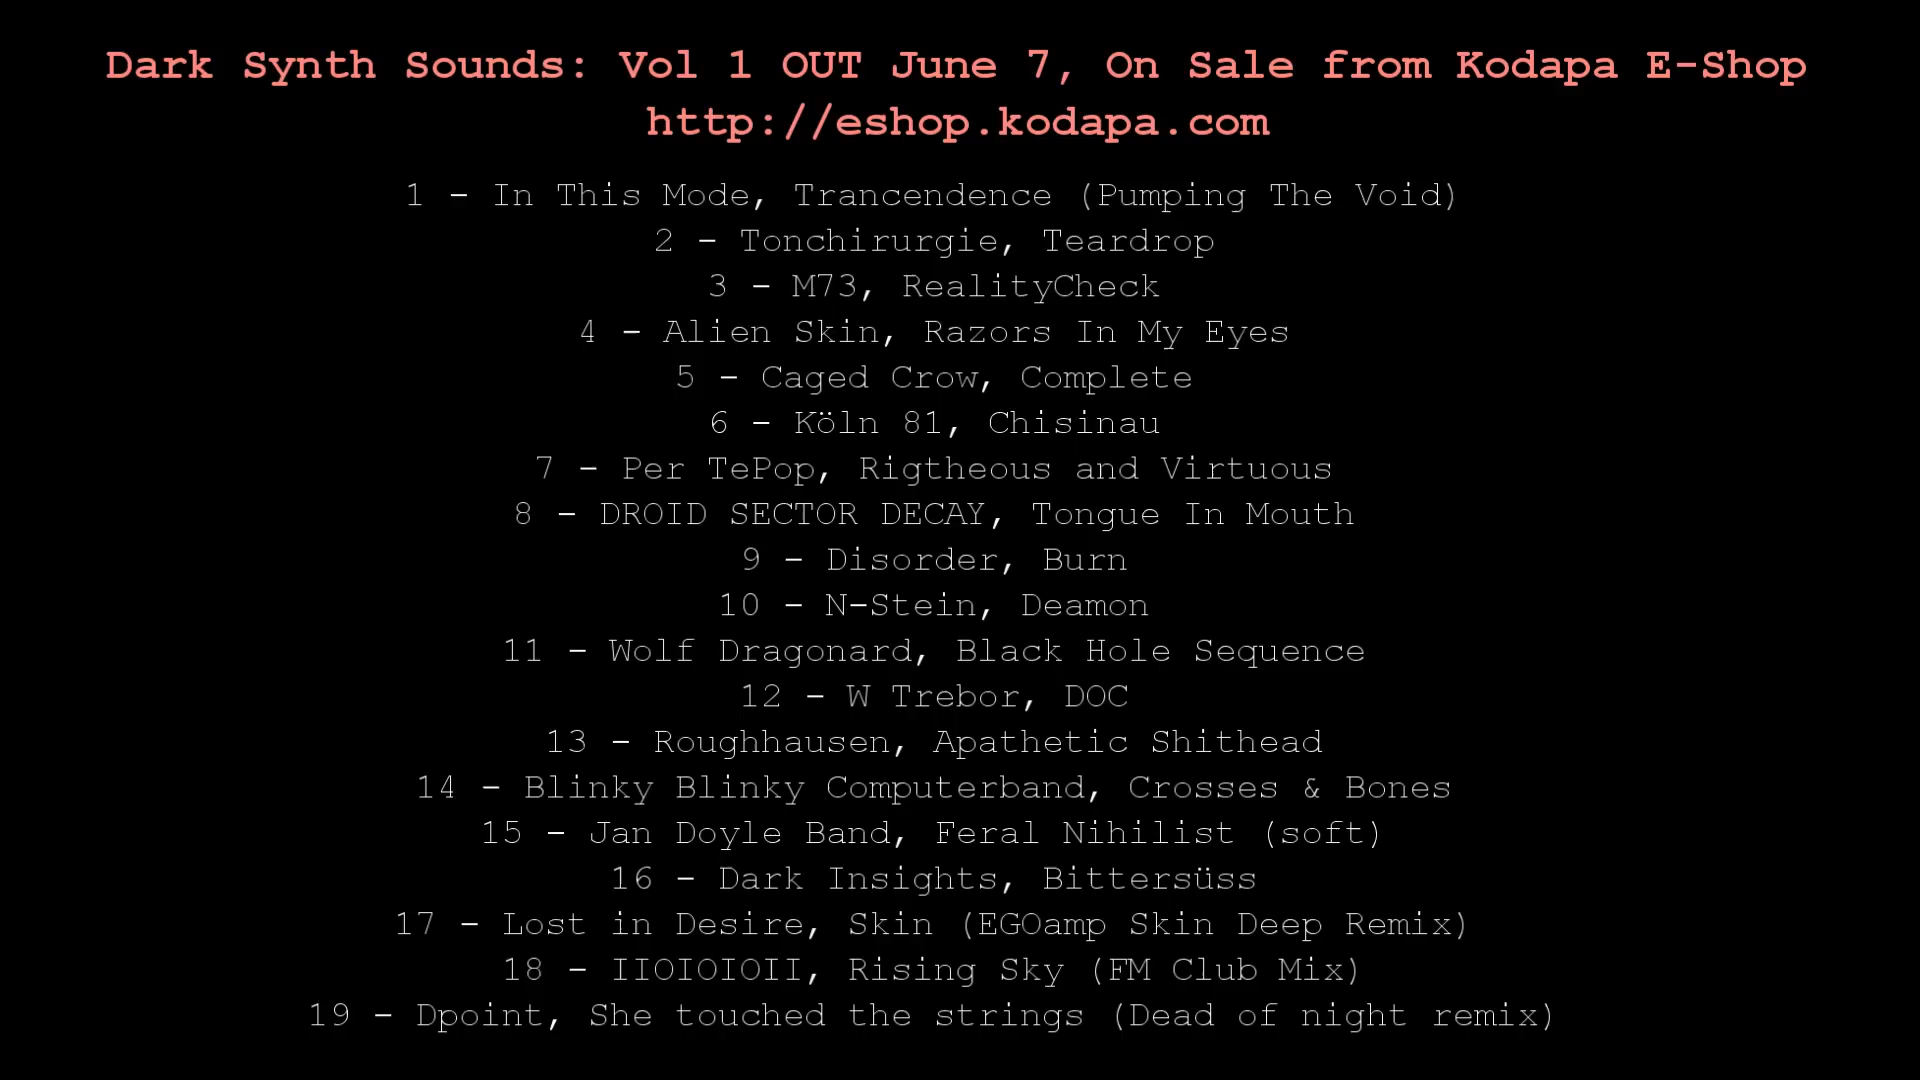 Dark Synth Sounds: Vol 1 OUT June 7, On Sale from Kodapa E-Shop
http://eshop.kodapa.com
1 - In This Mode, Trancendence (Pumping The Void)
2 - Tonchirurgie, Teardrop
3 - M73, RealityCheck
4 - Alien Skin, Razors In My Eyes
5 - Caged Crow, Complete
6 - Köln 81, Chisinau
7 - Per TePop, Rigtheous and Virtuous
8 - DROID SECTOR DECAY, Tongue In Mouth
9 - Disorder, Burn
10 - N-Stein, Deamon
11 - Wolf Dragonard, Black Hole Sequence
12 - W Trebor, DOC
13 - Roughhausen, Apathetic Shithead
14 - Blinky Blinky Computerband, Crosses & Bones
15 - Jan Doyle Band, Feral Nihilist (soft)
16 - Dark Insights, Bittersüss
17 - Lost in Desire, Skin (EGOamp Skin Deep Remix)
18 - IIOIOIOII, Rising Sky (FM Club Mix)
19 - Dpoint, She touched the strings (Dead of night remix)